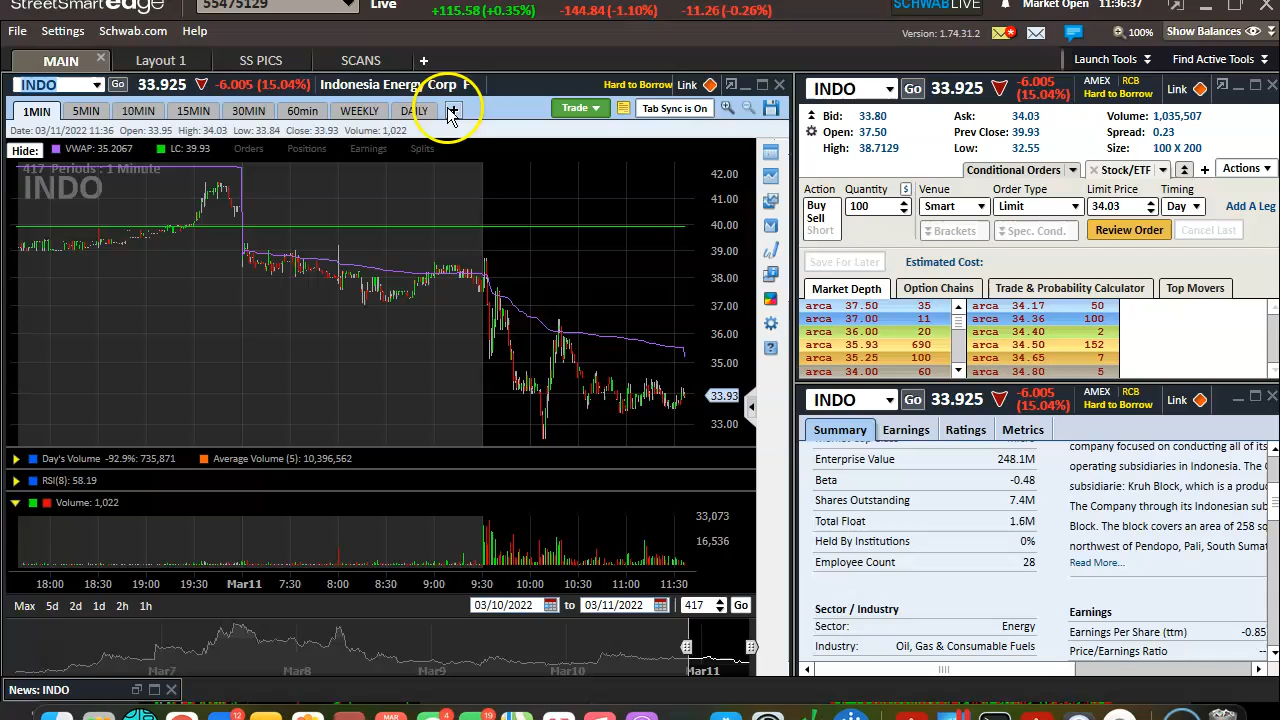 StreetSmart edge 55475129 Live +115.58 (+0.35%) -144.84 (-1.10%) -11.26 (-0.26%) SCHWABLIVE Market Open 11:36:37
File Settings Schwab.com Help Version: 1.74.31.2 100% Show Balances
MAIN Layout 1 SS PICS SCANS + Launch Tools Find Active Tools
INDO Go 33.925 -6.005 (15.04%) Indonesia Energy Corp F Hard to Borrow Link
1MIN 5MIN 10MIN 15MIN 30MIN 60min WEEKLY DAILY Trade Tab Sync is On
Date: 03/11/2022 11:36 Open: 33.95 High: 34.03 Low: 33.84 Close: 33.93 Volume: 1,022
Hide: VWAP: 35.2067 LC: 39.93 Orders Positions Earnings Splits
417 Periods : 1 Minute
INDO
42.00
41.00
40.00
39.00
38.00
37.00
36.00
35.00
33.93
33.00
Day's Volume -92.9%: 735,871 Average Volume (5): 10,396,562
RSI(8): 58.19
Volume: 1,022
33,073
16,536
18:00 18:30 19:00 19:30 Mar11 7:30 8:00 8:30 9:00 9:30 10:00 10:30 11:00 11:30
Max 5d 2d 1d 2h 1h 03/10/2022 to 03/11/2022 417 Go
Mar7 Mar8 Mar9 Mar10 Mar11
News: INDO
INDO Go 33.925 -6.005 (15.04%) AMEX RCB Hard to Borrow Link
Bid: 33.80 Ask: 34.03 Volume: 1,035,507
Open: 37.50 Prev Close: 39.93 Spread: 0.23
High: 38.7129 Low: 32.55 Size: 100 X 200
Conditional Orders Stock/ETF + Actions
Action Quantity $ Venue Order Type Limit Price Timing
Buy
Sell
Short
100 Smart Limit 34.03 Day Add A Leg
Brackets Spec. Cond. Review Order Cancel Last
Save For Later Estimated Cost:
Market Depth Option Chains Trade & Probability Calculator Top Movers
arca 37.50 35 arca 34.17 50
arca 37.00 11 arca 34.36 100
arca 36.00 20 arca 34.40 2
arca 35.93 690 arca 34.50 152
arca 35.25 100 arca 34.65 7
arca 34.00 60 arca 34.80 5
INDO Go 33.925 -6.005 (15.04%) AMEX RCB Hard to Borrow Link
Summary Earnings Ratings Metrics
Enterprise Value 248.1M
Beta -0.48
Shares Outstanding 7.4M
Total Float 1.6M
Held By Institutions 0%
Employee Count 28
Sector / Industry
Sector: Energy
Industry: Oil, Gas & Consumable Fuels
company focused on conducting all of its
operating subsidiaries in Indonesia. The C
subsidiarie: Kruh Block, which is a produc
The Company through its Indonesian sub
Block. The block covers an area of 258 sq
northwest of Pendopo, Pali, South Sumat
Read More...
Earnings
Earnings Per Share (ttm) -0.85
Price/Earnings Ratio --